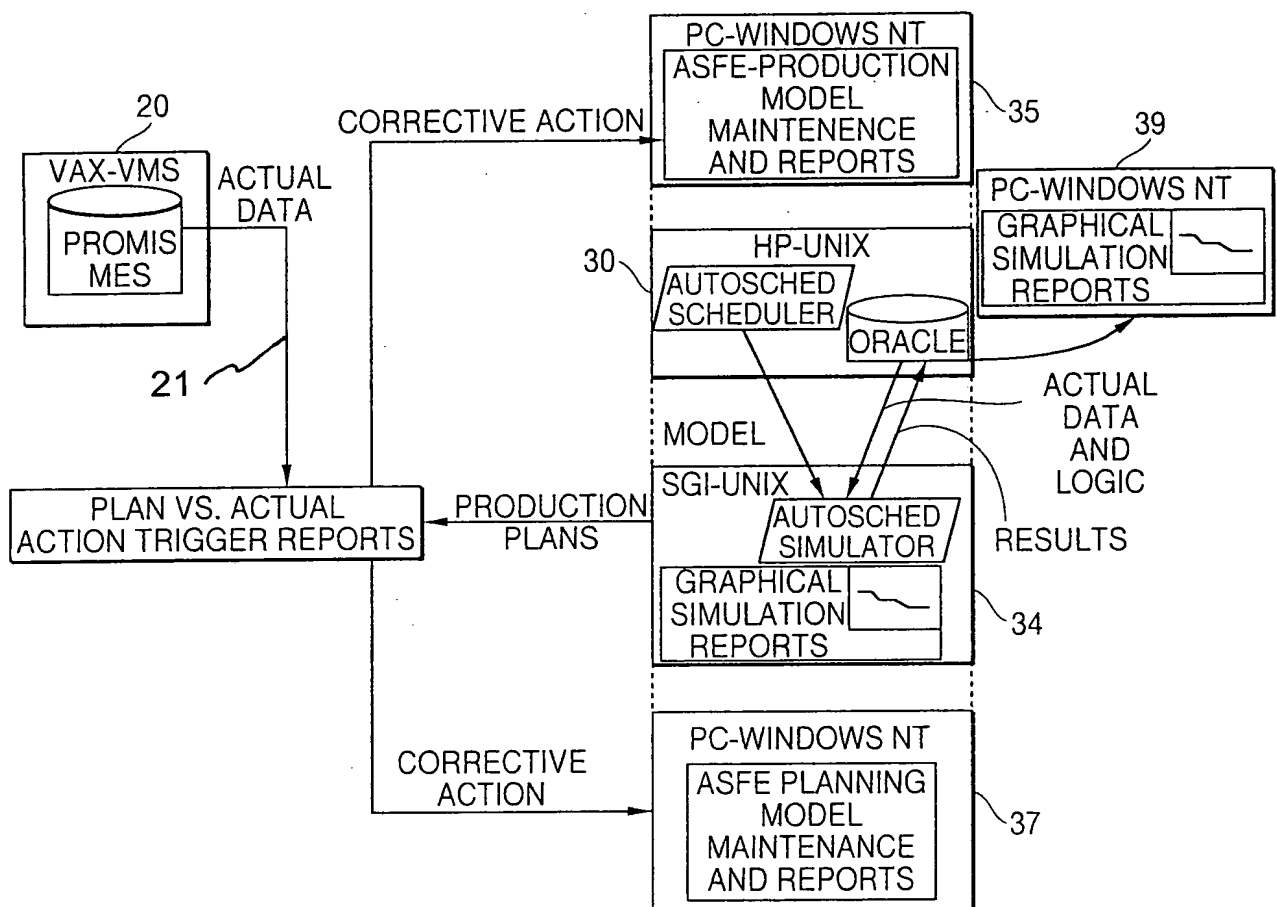 PC-WINDOWS NT
ASFE-PRODUCTION
MODEL
MAINTENENCE
AND REPORTS
35
CORRECTIVE ACTION
20
VAX-VMS
PROMIS
MES
ACTUAL
DATA
21
39
PC-WINDOWS NT
GRAPHICAL
SIMULATION
REPORTS
HP-UNIX
30
AUTOSCHED
SCHEDULER
ORACLE
ACTUAL
DATA
AND
LOGIC
MODEL
SGI-UNIX
AUTOSCHED
SIMULATOR
RESULTS
GRAPHICAL
SIMULATION
REPORTS
34
PLAN VS. ACTUAL
ACTION TRIGGER REPORTS
PRODUCTION
PLANS
CORRECTIVE
ACTION
PC-WINDOWS NT
ASFE PLANNING
MODEL
MAINTENANCE
AND REPORTS
37